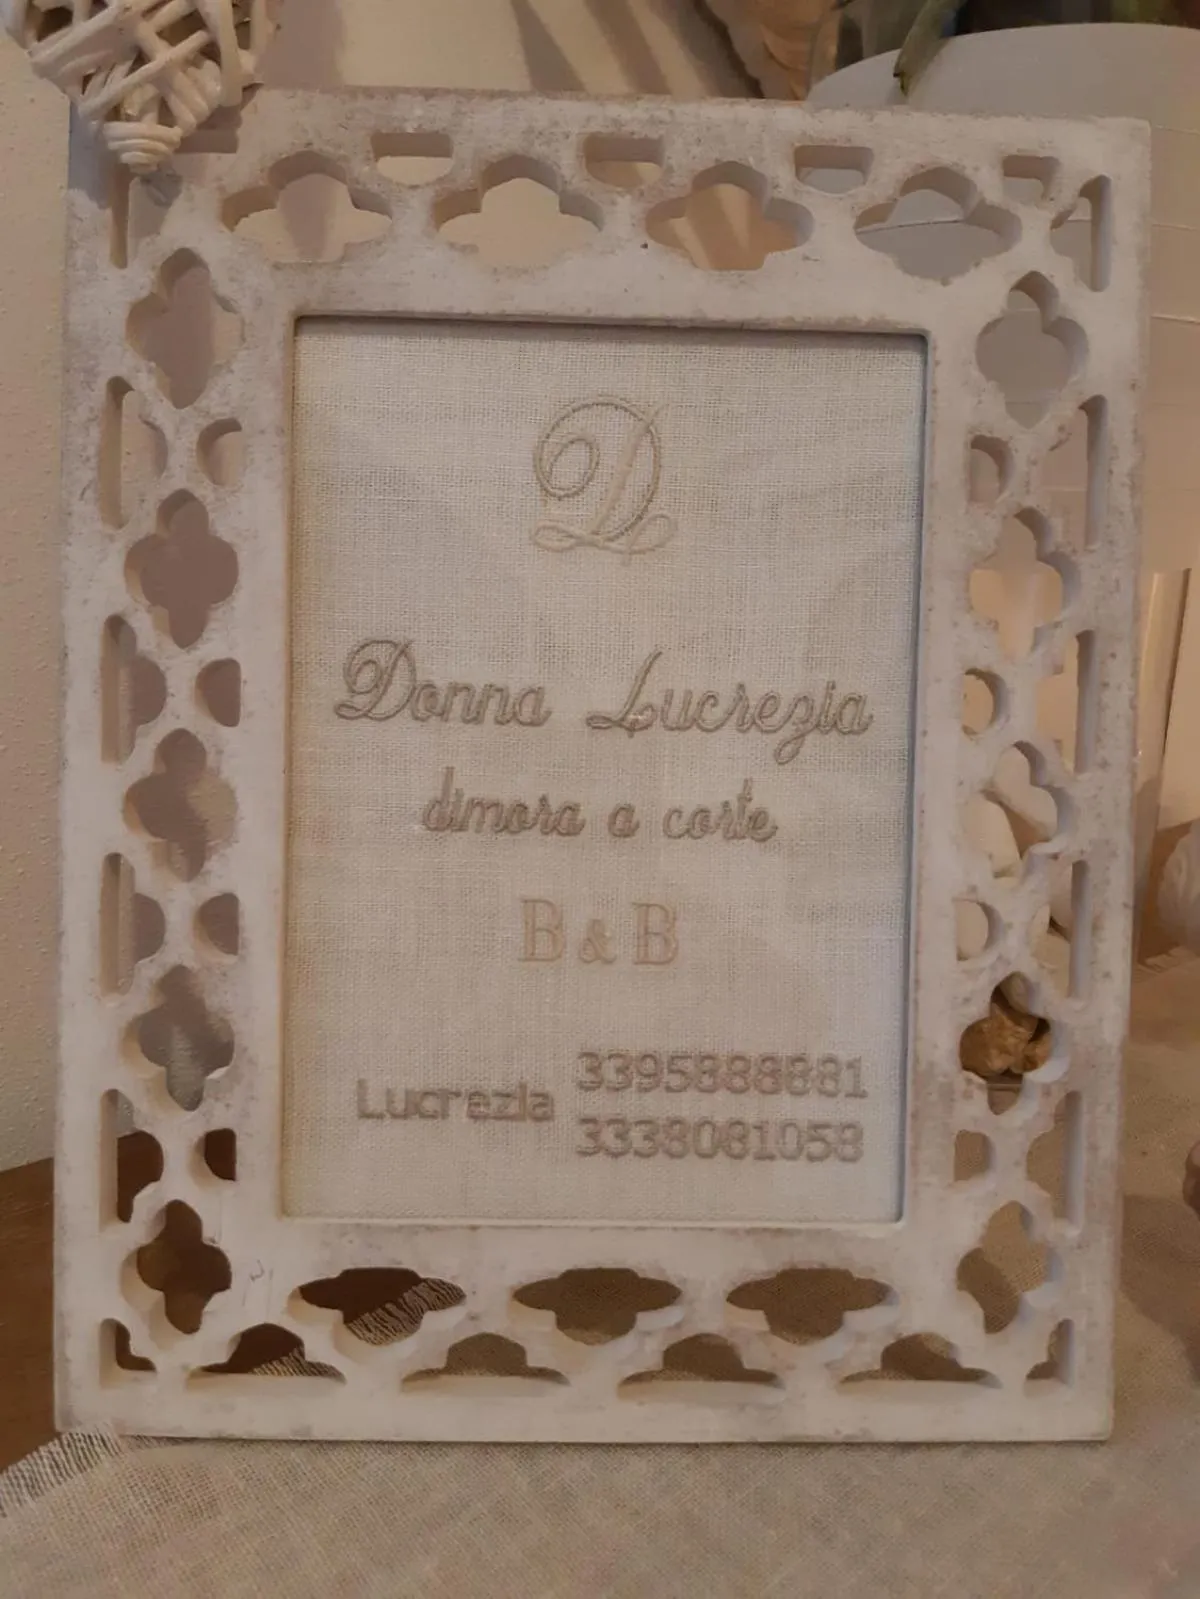 D
Donna Lucrezia
dimora a corte
B & B
Lucrezia 3395888881
3338081058